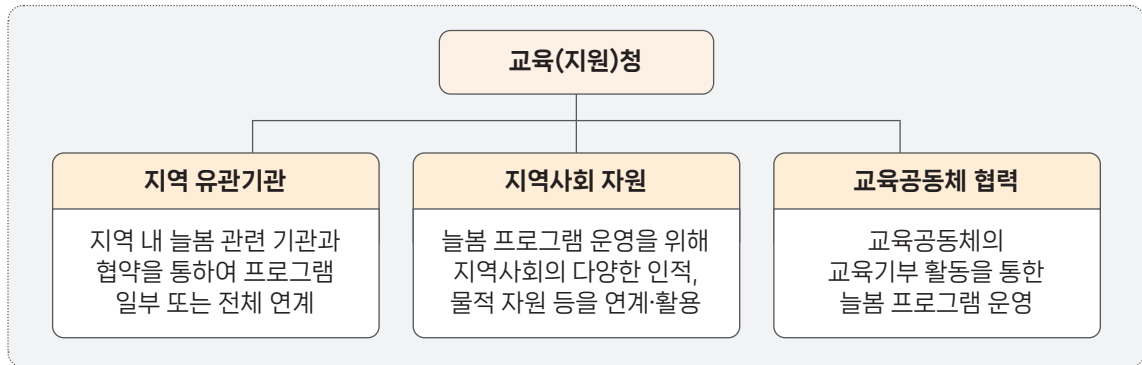 교육(지원)청
지역 유관기관
지역 내 늘봄 관련 기관과
협약을 통하여 프로그램
일부 또는 전체 연계
지역사회 자원
늘봄 프로그램 운영을 위해
지역사회의 다양한 인적,
물적 자원 등을 연계·활용
교육공동체 협력
교육공동체의
교육기부 활동을 통한
늘봄 프로그램 운영